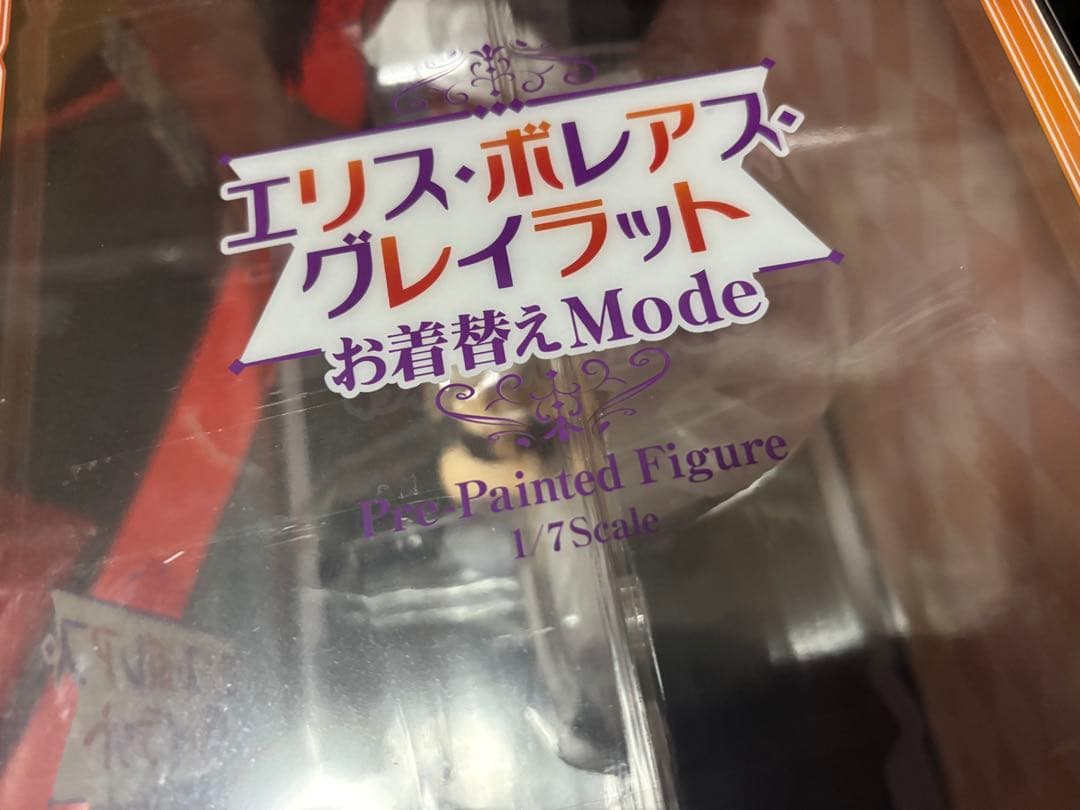 エリス・ボレアス・
グレイラット
お着替えMode
Pre-Painted Figure
1/7Scale